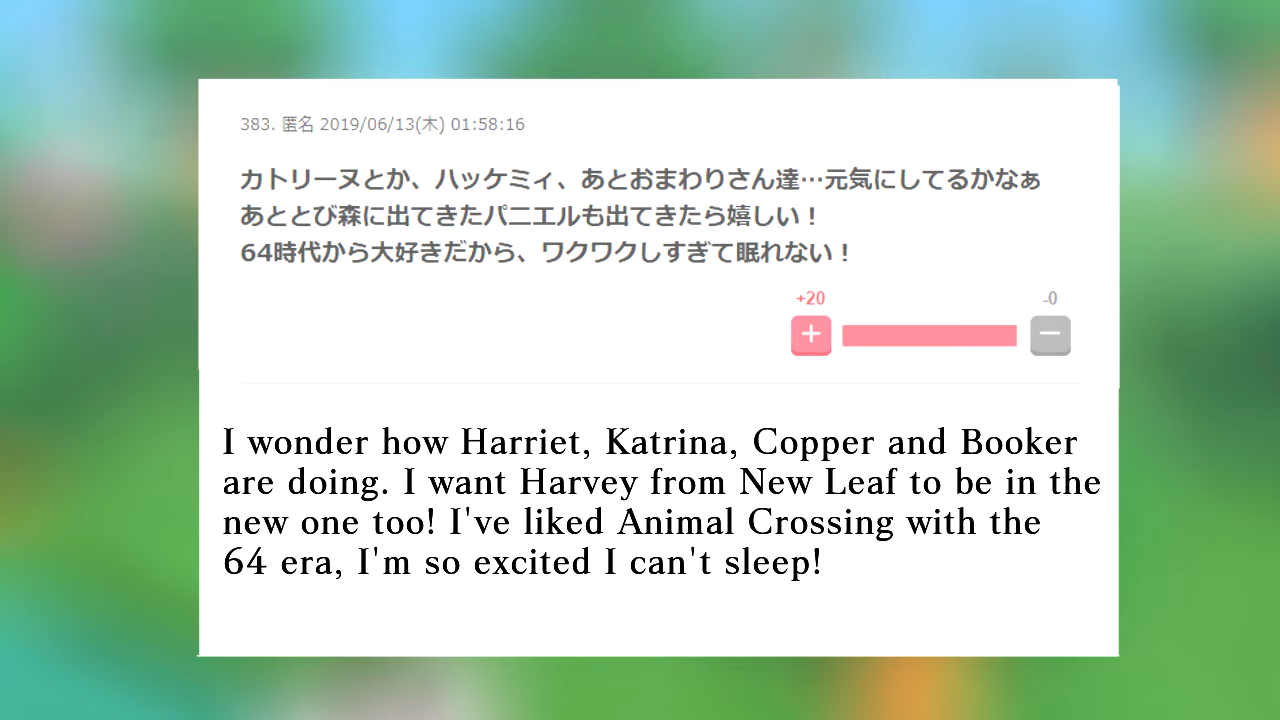 383. 匿名 2019/06/13(木) 01:58:16
カトリーヌとか、ハッケミィ、あとおまわりさん達…元気にしてるかなぁ
あととび森に出てきたパニエルも出てきたら嬉しい！
64時代から大好きだから、ワクワクしすぎて眠れない！
+20 -0
I wonder how Harriet, Katrina, Copper and Booker
are doing. I want Harvey from New Leaf to be in the
new one too! I've liked Animal Crossing with the
64 era, I'm so excited I can't sleep!